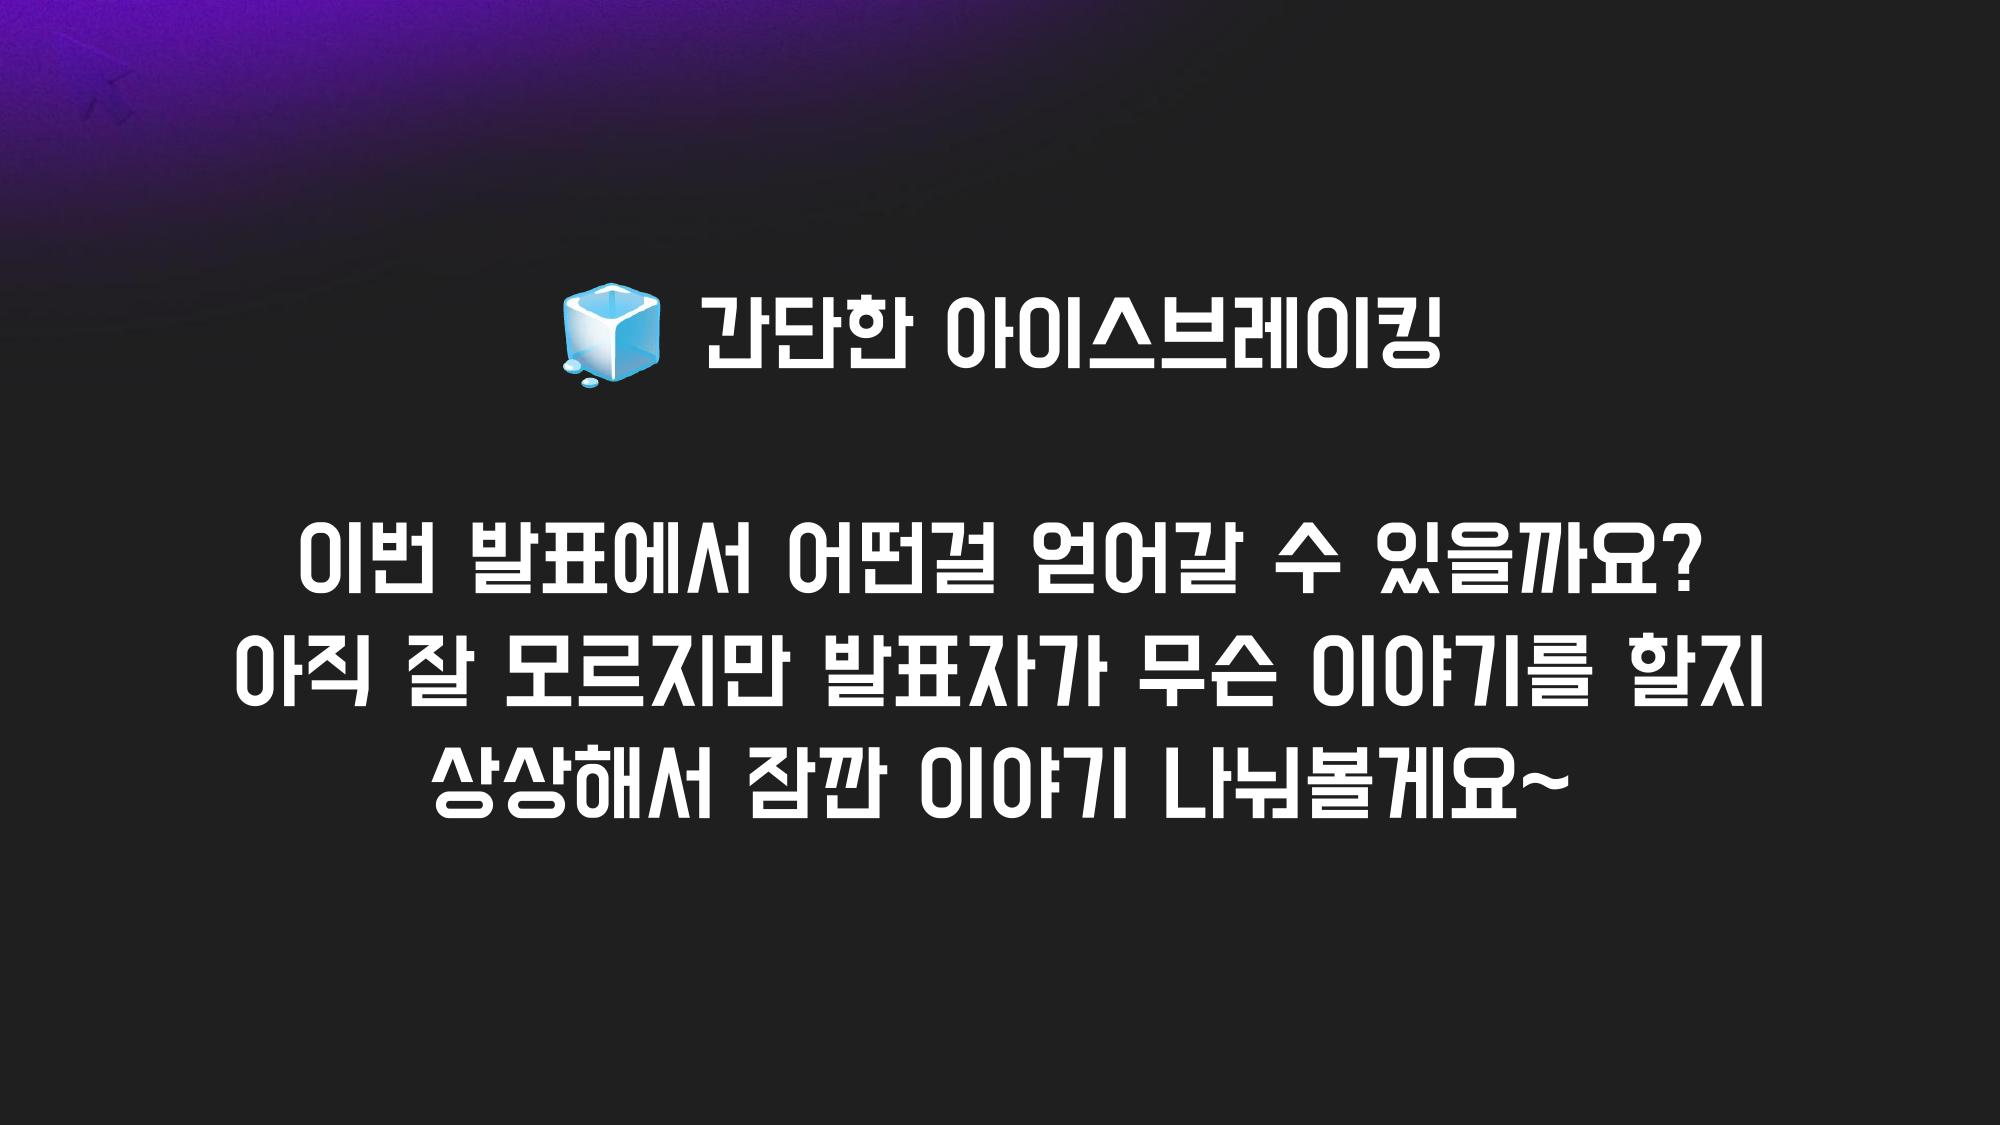 🧊 간단한 아이스브레이킹
이번 발표에서 어떤걸 얻어갈 수 있을까요?
아직 잘 모르지만 발표자가 무슨 이야기를 할지
상상해서 잠깐 이야기 나눠볼게요~